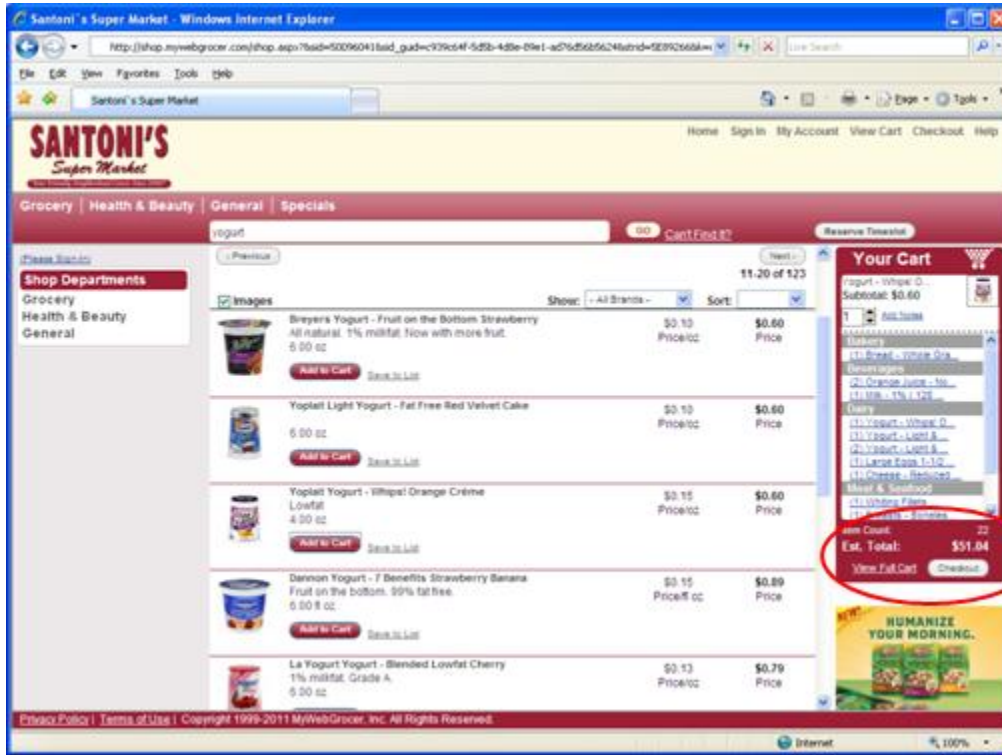 Santoni's Super Market - Windows Internet Explorer
Live Search
File Edit View Favorites Tools Help
Santoni's Super Market
Page Tools
SANTONI'S
Super Market
Home Sign In My Account View Cart Checkout Help
Grocery | Health & Beauty | General | Specials
yogurt GO Can't Find It? Reserve Timeslot
(Please Sign In)
Shop Departments
Grocery
Health & Beauty
General
‹ Previous Next ›
11-20 of 123
Images Show: - All Brands - Sort:
Breyers Yogurt - Fruit on the Bottom Strawberry $0.10 $0.60
All natural. 1% milkfat. Now with more fruit. Price/oz Price
6.00 oz
Add to Cart Save to List
Yoplait Light Yogurt - Fat Free Red Velvet Cake $0.10 $0.60
Price/oz Price
6.00 oz
Add to Cart Save to List
Yoplait Yogurt - Whips! Orange Crème $0.15 $0.60
Lowfat Price/oz Price
4.00 oz
Add to Cart Save to List
Dannon Yogurt - 7 Benefits Strawberry Banana $0.15 $0.89
Fruit on the bottom. 99% fat free. Price/fl oz Price
6.00 fl oz
Add to Cart Save to List
La Yogurt Yogurt - Blended Lowfat Cherry $0.13 $0.79
1% milkfat. Grade A. Price/oz Price
6.00 oz
Your Cart
Yogurt - Whips! O...
Subtotal: $0.60
1 Add Notes
Bakery
(1) Bread - Whole Gra...
Beverages
(2) Orange Juice - No...
(1) Milk - 1% | 128 ...
Dairy
(1) Yogurt - Whips! O...
(1) Yogurt - Light & ...
(2) Yogurt - Light & ...
(1) Large Eggs 1-1/2 ...
(1) Cheese - Reduced ...
Meat & Seafood
(1) Whiting Fillets
Item Count: 22
Est. Total: $51.04
View Full Cart Checkout
NEW!
HUMANIZE
YOUR MORNING.
Privacy Policy | Terms of Use | Copyright 1999-2011 MyWebGrocer, Inc. All Rights Reserved.
Internet 100%